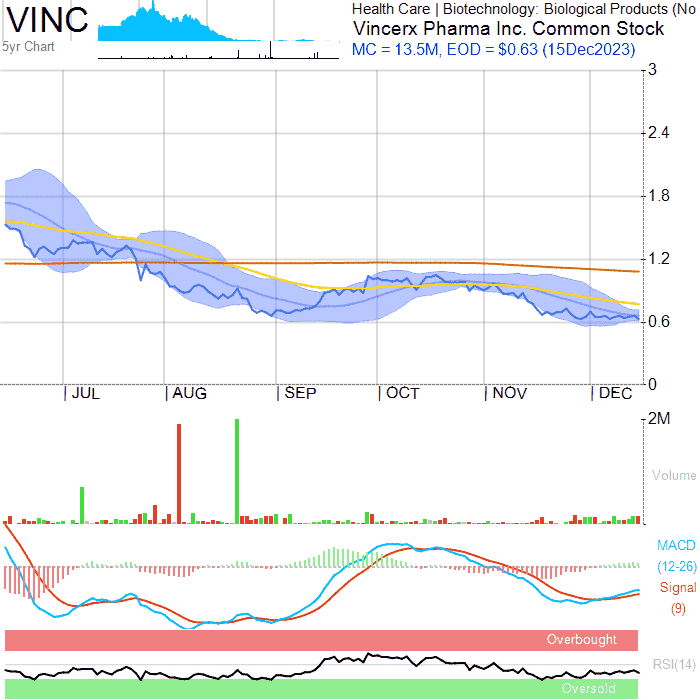 VINC
5yr Chart
Health Care | Biotechnology: Biological Products (No
Vincerx Pharma Inc. Common Stock
MC = 13.5M, EOD = $0.63 (15Dec2023)
3
2.4
1.8
1.2
0.6
0
JUL AUG SEP OCT NOV DEC
2M
Volume
MACD
(12-26)
Signal
(9)
Overbought
RSI(14)
Oversold